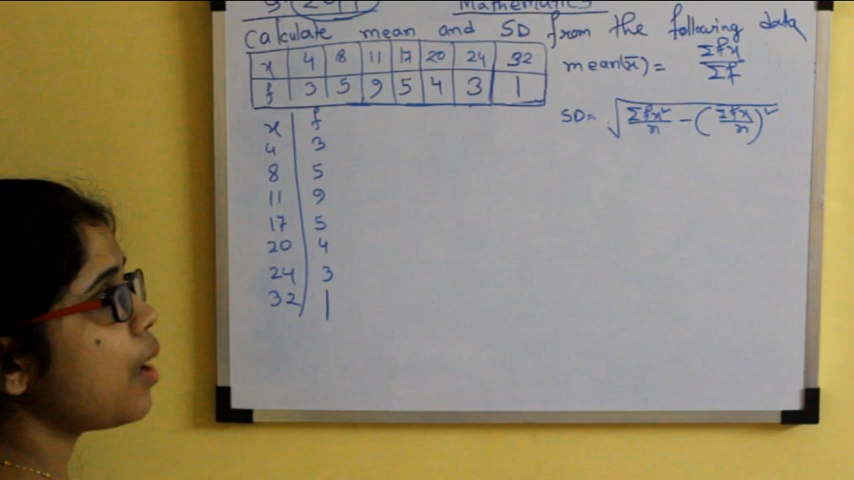 Mathematics
Calculate mean and SD from the following data
x 4 8 11 17 20 24 32
f 3 5 9 5 4 3 1
mean(x̄) = Σfx / Σf
SD = √(Σfx²/n - (Σfx/n)²)
x f
4 3
8 5
11 9
17 5
20 4
24 3
32 1